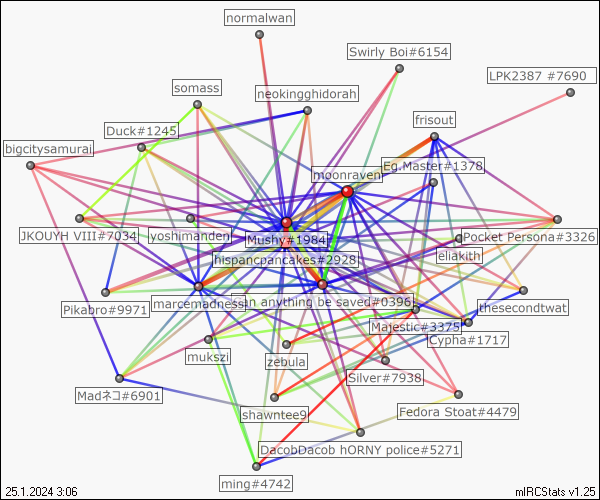 normalwan
Swirly Boi#6154
LPK2387 #7690
somass
neokingghidorah
frisout
Duck#1245
bigcitysamurai
Eg.Master#1378
moonraven
JKOUYH VIII#7034
yoshimanden
Mushy#1984
Pocket Persona#3326
eliakith
hispancpancakes#2928
Pikabro#9971
marcemadness
an anything be saved#0396
thesecondtwat
Majestic#3375
Cypha#1717
mukszi
zebula
Silver#7938
Madネコ#6901
shawntee9
Fedora Stoat#4479
DacobDacob hORNY police#5271
ming#4742
25.1.2024 3:06
mIRCStats v1.25